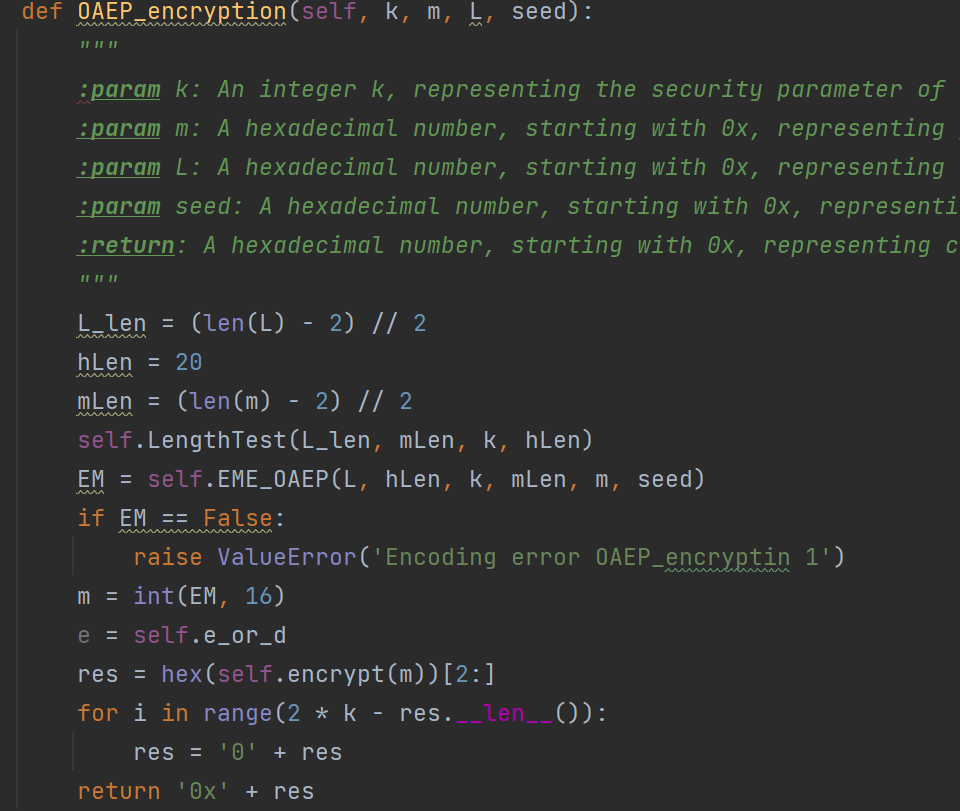 def OAEP_encryption(self, k, m, L, seed):
"""
:param k: An integer k, representing the security parameter of
:param m: A hexadecimal number, starting with 0x, representing
:param L: A hexadecimal number, starting with 0x, representing
:param seed: A hexadecimal number, starting with 0x, representi
:return: A hexadecimal number, starting with 0x, representing c
"""
L_len = (len(L) - 2) // 2
hLen = 20
mLen = (len(m) - 2) // 2
self.LengthTest(L_len, mLen, k, hLen)
EM = self.EME_OAEP(L, hLen, k, mLen, m, seed)
if EM == False:
raise ValueError('Encoding error OAEP_encryptin 1')
m = int(EM, 16)
e = self.e_or_d
res = hex(self.encrypt(m))[2:]
for i in range(2 * k - res.__len__()):
res = '0' + res
return '0x' + res